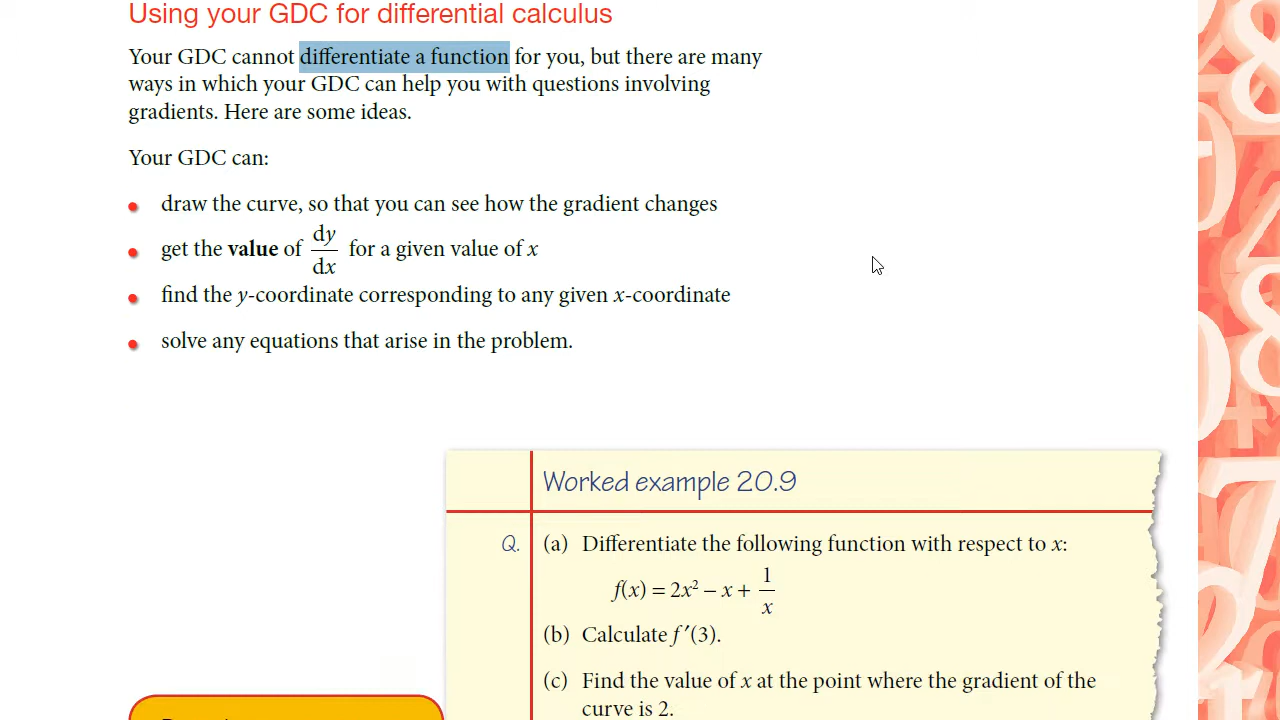 Using your GDC for differential calculus
Your GDC cannot differentiate a function for you, but there are many
ways in which your GDC can help you with questions involving
gradients. Here are some ideas.
Your GDC can:
• draw the curve, so that you can see how the gradient changes
• get the value of dy/dx for a given value of x
• find the y-coordinate corresponding to any given x-coordinate
• solve any equations that arise in the problem.
Worked example 20.9
Q. (a) Differentiate the following function with respect to x:
f(x) = 2x² – x + 1/x
(b) Calculate f ′(3).
(c) Find the value of x at the point where the gradient of the
curve is 2.